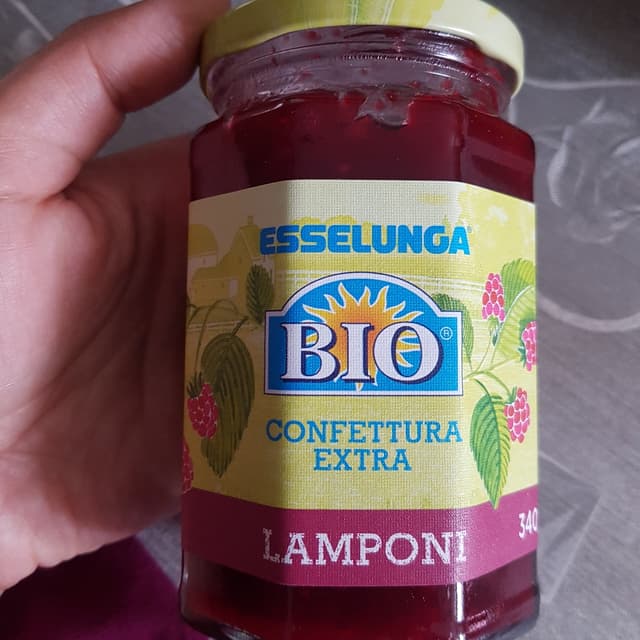 ESSELUNGA
BIO®
CONFETTURA
EXTRA
LAMPONI
340